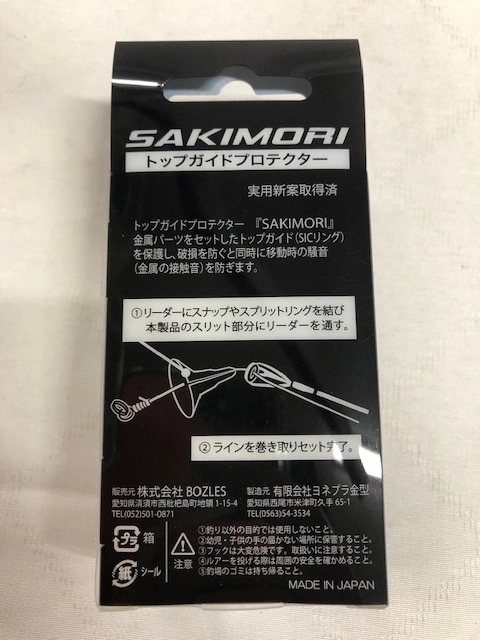 SAKIMORI
トップガイドプロテクター
実用新案取得済
トップガイドプロテクター 『SAKIMORI』
金属パーツをセットしたトップガイド（SICリング）
を保護し、破損を防ぐと同時に移動時の騒音
（金属の接触音）を防ぎます。
①リーダーにスナップやスプリットリングを結び
本製品のスリット部分にリーダーを通す。
②ラインを巻き取りセット完了。
販売元 株式会社 BOZLES
愛知県清須市西枇杷島町地領1-15-4
TEL(052)501-0871
製造元 有限会社ヨネプラ金型
愛知県西尾市米津町久手 65-1
TEL(0563)54-3534
プラ 箱
紙 シール
注意
①釣り以外の目的では使用しないこと。
②幼児・子供の手の届かない場所に保管すること。
③フックは大変危険です。取扱いに注意すること。
④ルアーを投げる際は周囲の安全を確かめること。
⑤釣場のゴミは持ち帰ること。
MADE IN JAPAN